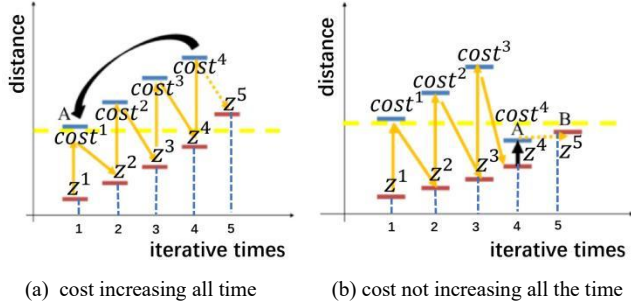 distance
A
cost¹
cost²
cost³
cost⁴
z¹
z²
z³
z⁴
z⁵
1 2 3 4 5
iterative times
(a) cost increasing all time
distance
cost¹
cost²
cost³
cost⁴
A
B
z¹
z²
z³
z⁴
z⁵
1 2 3 4 5
iterative times
(b) cost not increasing all the time